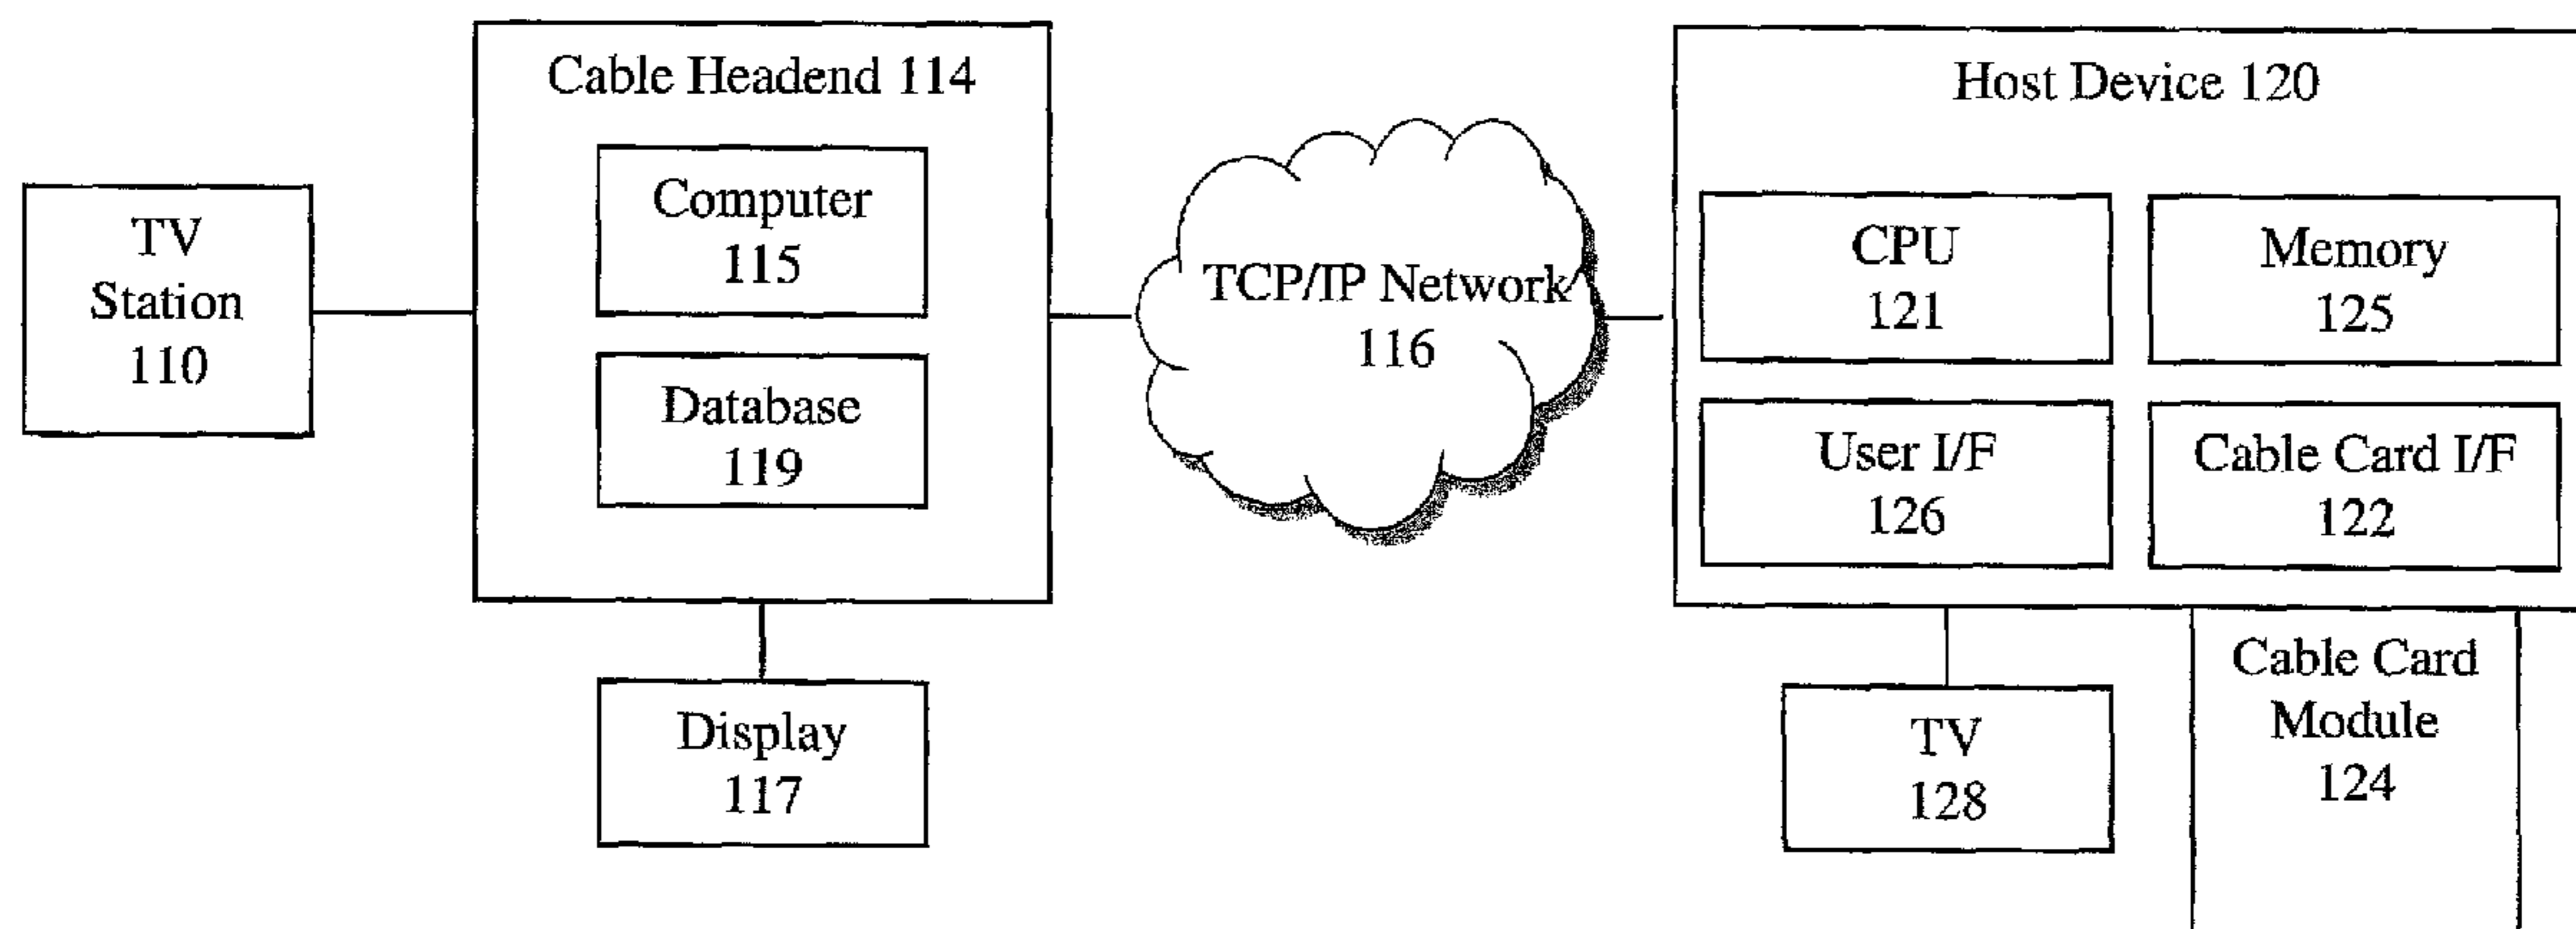 TV
Station
110
Cable Headend 114
Computer
115
Database
119
Display
117
TCP/IP Network
116
Host Device 120
CPU
121
Memory
125
User I/F
126
Cable Card I/F
122
TV
128
Cable Card
Module
124